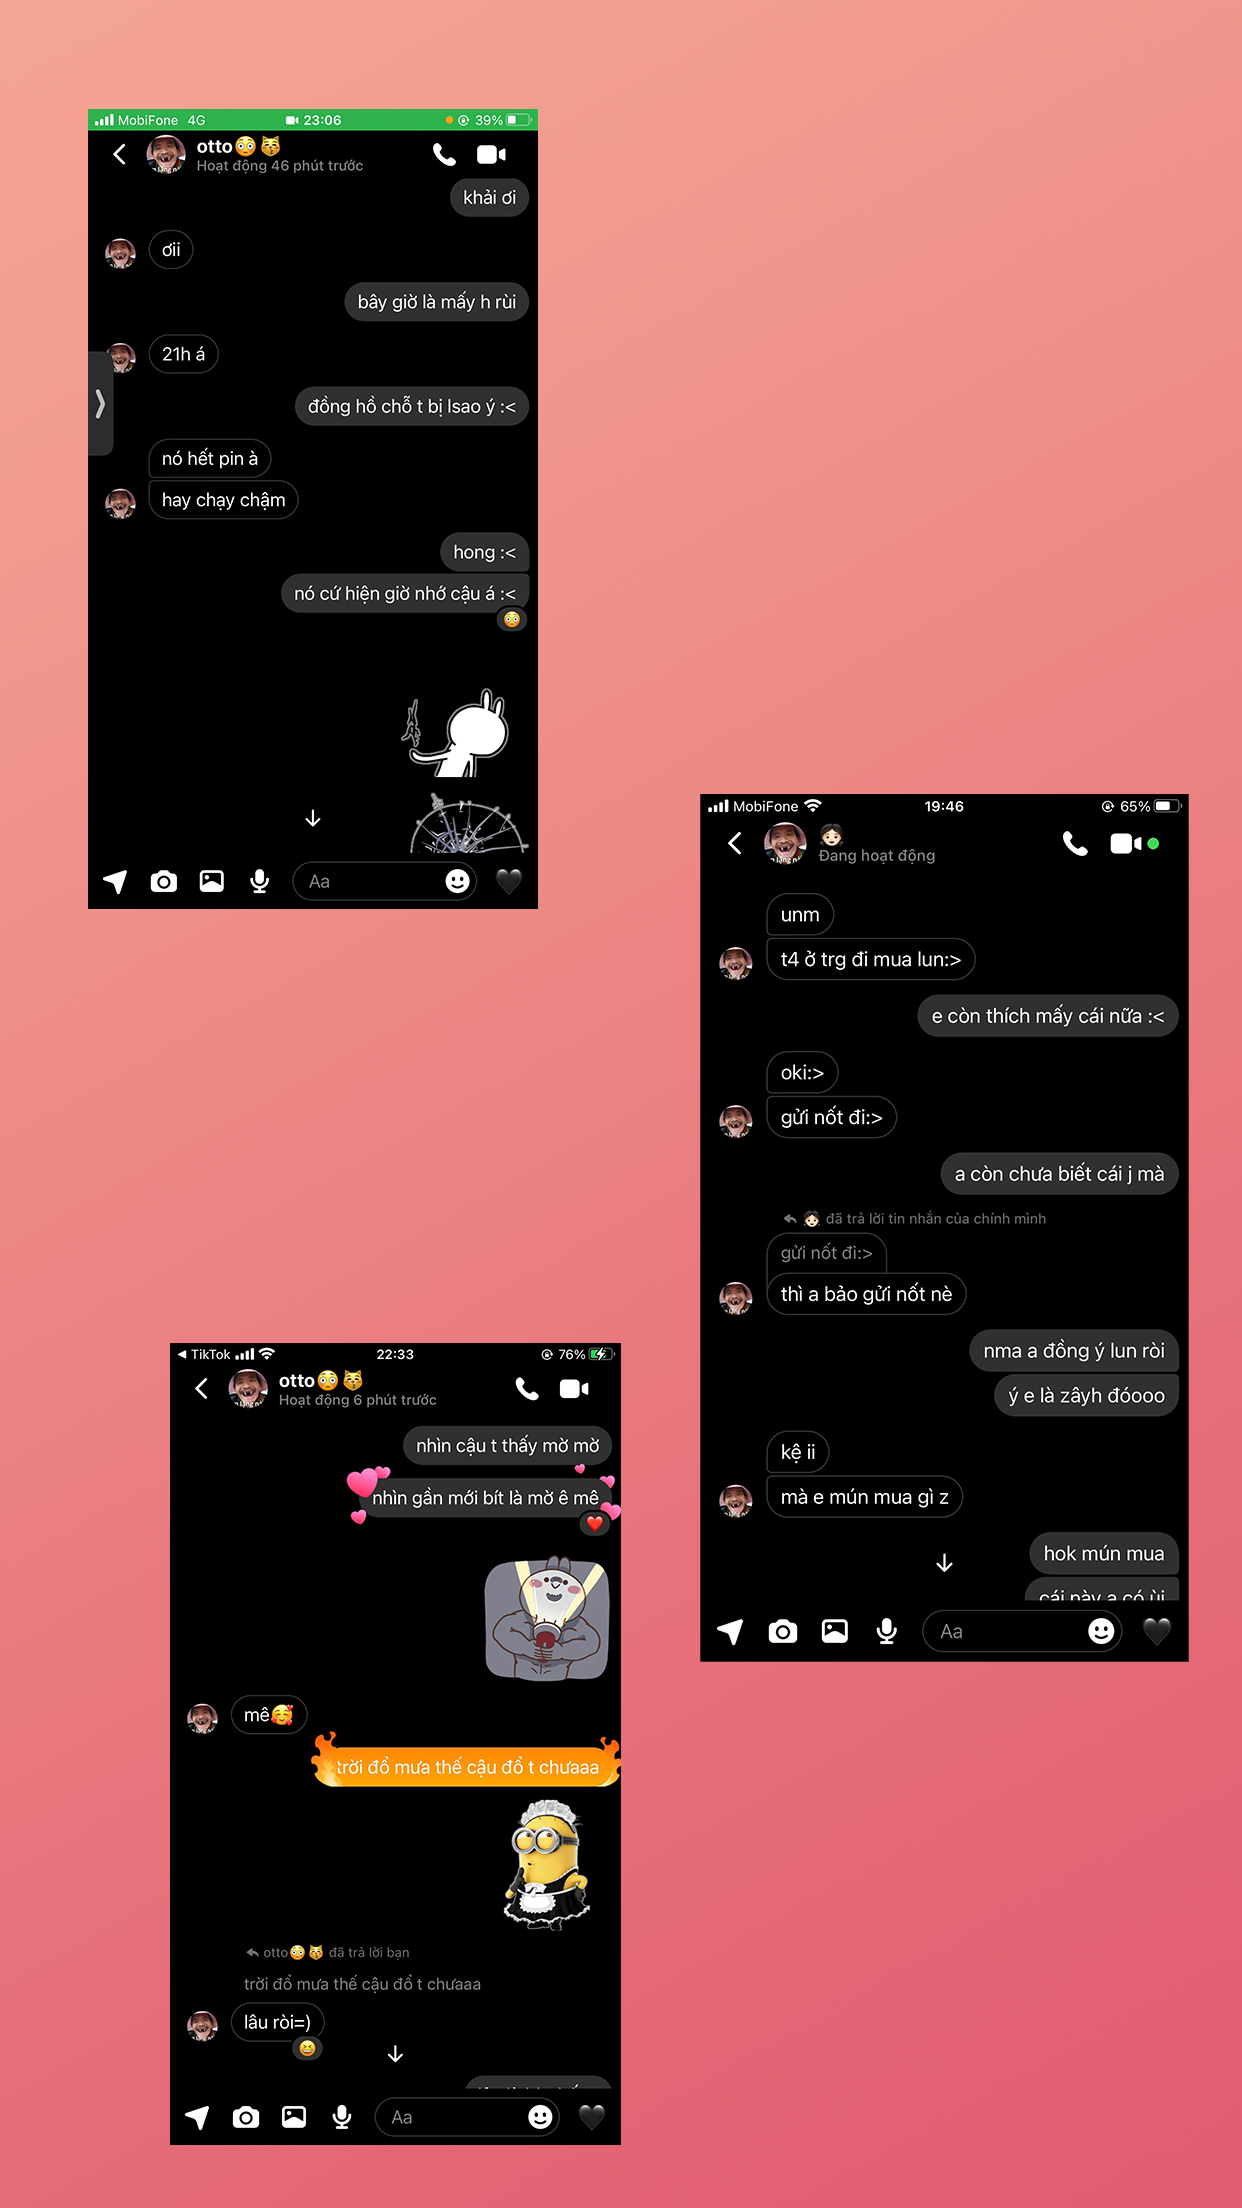 MobiFone 4G 23:06 39%
otto😳😽
Hoạt động 46 phút trước
khải ơi
ơii
bây giờ là mấy h rùi
21h á
đồng hồ chỗ t bị lsao ý :<
nó hết pin à
hay chạy chậm
hong :<
nó cứ hiện giờ nhớ cậu á :<
Aa
MobiFone 19:46 65%
Đang hoạt động
unm
t4 ở trg đi mua lun:>
e còn thích mấy cái nữa :<
oki:>
gửi nốt đi:>
a còn chưa biết cái j mà
👧🏻 đã trả lời tin nhắn của chính mình
gửi nốt đi:>
thì a bảo gửi nốt nè
nma a đồng ý lun ròi
ý e là zâyh đóooo
kệ ii
mà e mún mua gì z
hok mún mua
cái này a có ùi
Aa
TikTok 22:33 76%
otto😳😽
Hoạt động 6 phút trước
nhìn cậu t thấy mờ mờ
nhìn gần mới bít là mờ ê mê
mê🥰
trời đổ mưa thế cậu đổ t chưaaa
otto😳😽 đã trả lời bạn
trời đổ mưa thế cậu đổ t chưaaa
lâu ròi=)
Aa